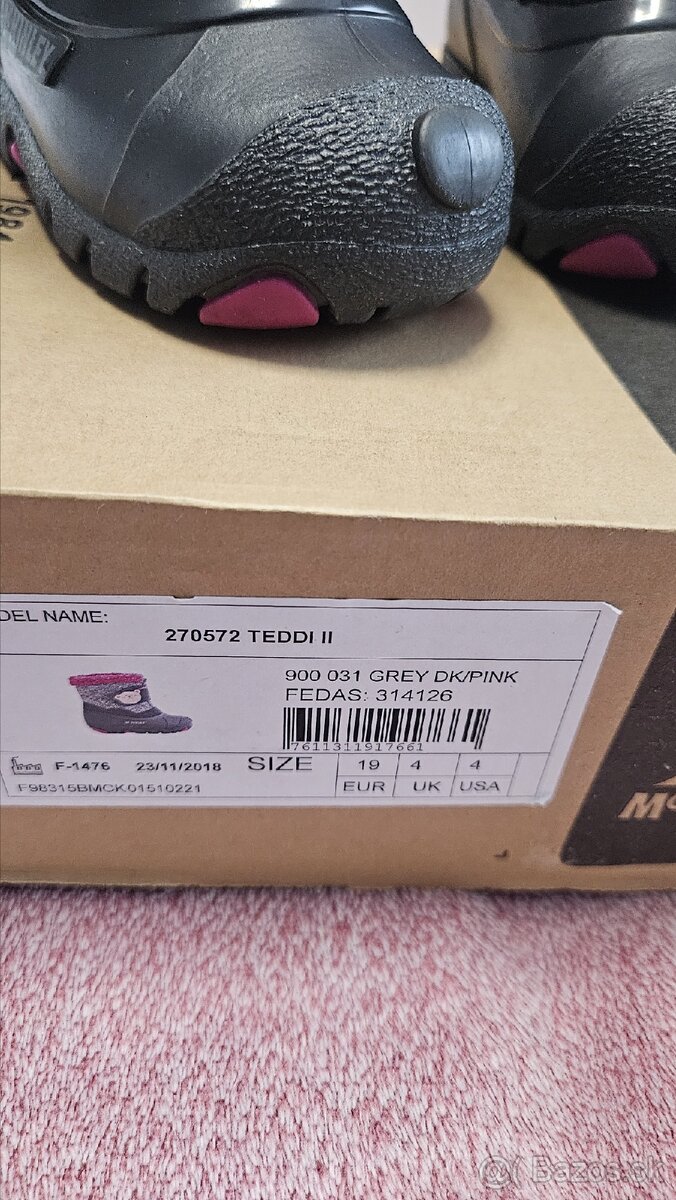 1984
DEL NAME:
270572 TEDDI II
900 031 GREY DK/PINK
FEDAS: 314126
7611311917661
F-1476 23/11/2018 SIZE 19 4 4
F98315BMCK01510221 EUR UK USA
Bazos.sk